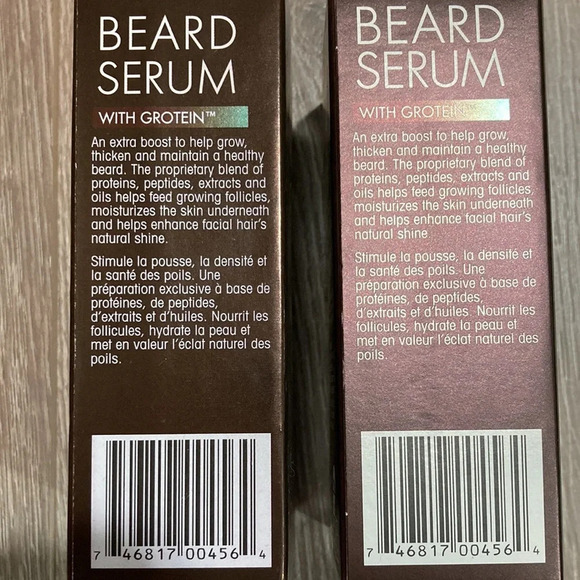 BEARD
SERUM
WITH GROTEIN™
An extra boost to help grow,
thicken and maintain a healthy
beard. The proprietary blend of
proteins, peptides, extracts and
oils helps feed growing follicles,
moisturizes the skin underneath
and helps enhance facial hair's
natural shine.
Stimule la pousse, la densité et
la santé des poils. Une
préparation exclusive à base de
protéines, de peptides,
d'extraits et d'huiles. Nourrit les
follicules, hydrate la peau et
met en valeur l'éclat naturel des
poils.
7 46817 00456 4
BEARD
SERUM
WITH GROTEIN
An extra boost to help grow,
thicken and maintain a healthy
beard. The proprietary blend of
proteins, peptides, extracts and
oils helps feed growing follicles,
moisturizes the skin underneath
and helps enhance facial hair's
natural shine.
Stimule la pousse, la densité et
la santé des poils. Une
préparation exclusive à base de
protéines, de peptides,
d'extraits et d'huiles. Nourrit les
follicules, hydrate la peau et
met en valeur l'éclat naturel des
poils.
7 46817 00456 4